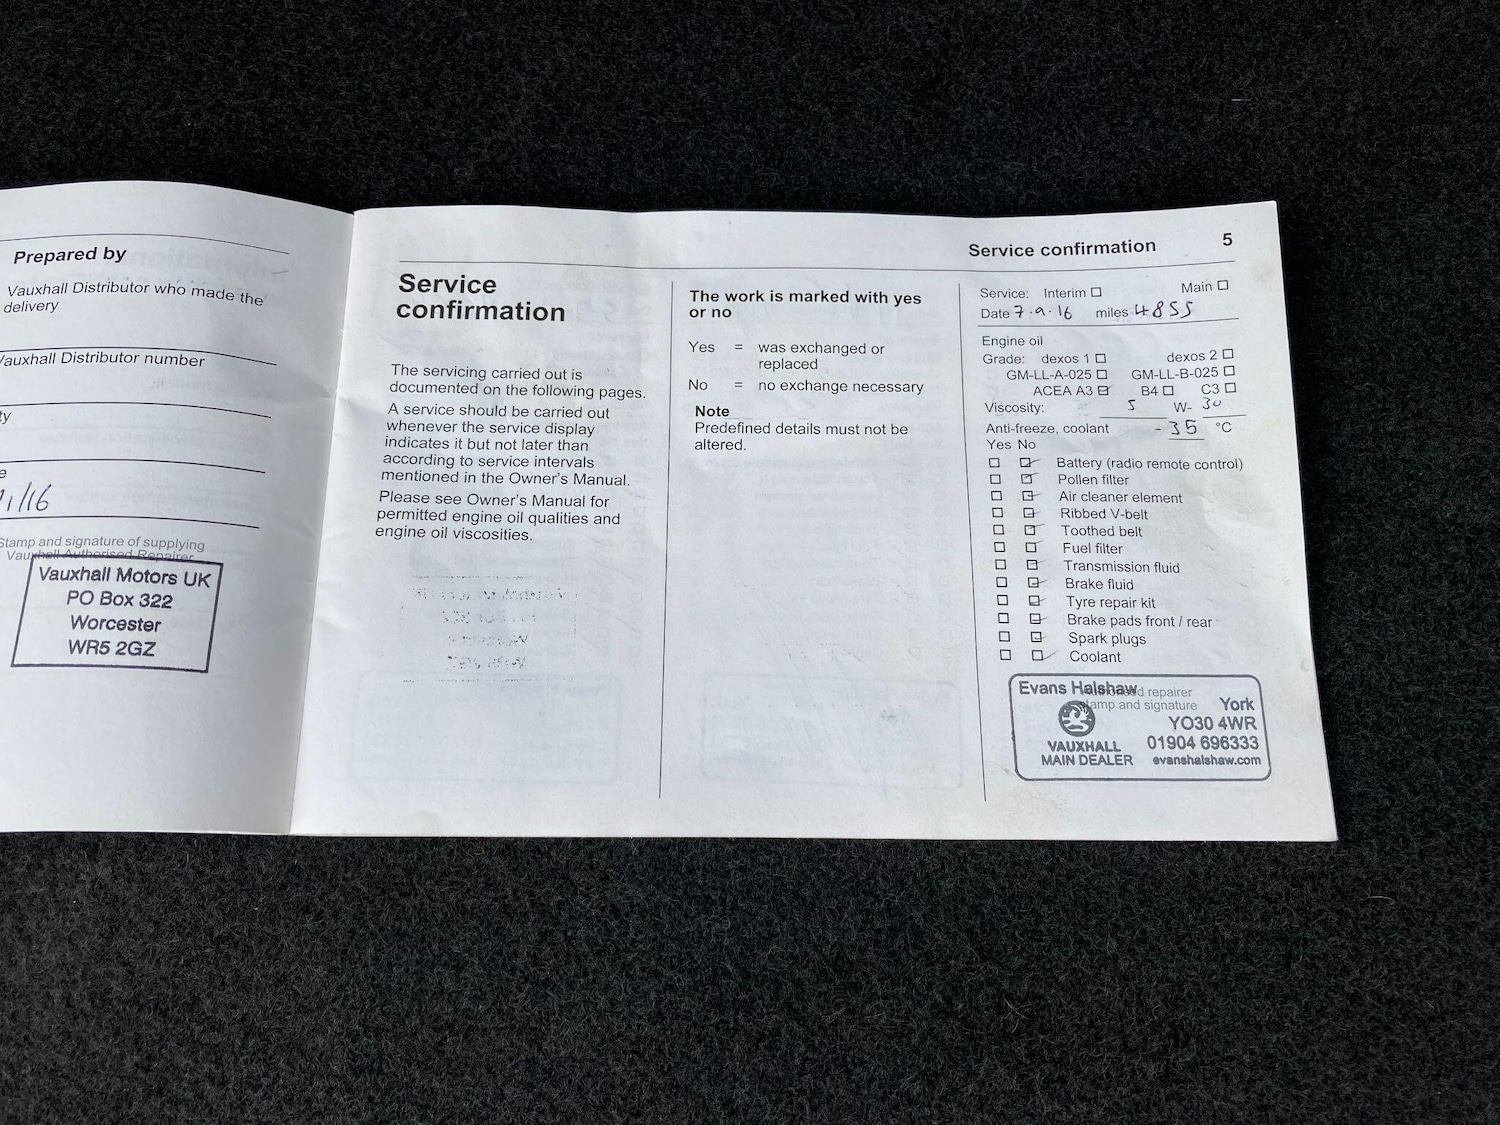 Prepared by
Vauxhall Distributor who made the
delivery
Vauxhall Distributor number
ty
e
1/16
Stamp and signature of supplying
Vauxhall Authorised Repairer
Vauxhall Motors UK
PO Box 322
Worcester
WR5 2GZ
Service confirmation 5
Service
confirmation
The servicing carried out is
documented on the following pages.
A service should be carried out
whenever the service display
indicates it but not later than
according to service intervals
mentioned in the Owner's Manual.
Please see Owner's Manual for
permitted engine oil qualities and
engine oil viscosities.
The work is marked with yes
or no
Yes = was exchanged or
replaced
No = no exchange necessary
Note
Predefined details must not be
altered.
Service: Interim Main
Date 7.9.16 miles 4855
Engine oil
Grade: dexos 1 dexos 2
GM-LL-A-025 GM-LL-B-025
ACEA A3 B4 C3
Viscosity: 5 W- 30
Anti-freeze, coolant -35 °C
Yes No
Battery (radio remote control)
Pollen filter
Air cleaner element
Ribbed V-belt
Toothed belt
Fuel filter
Transmission fluid
Brake fluid
Tyre repair kit
Brake pads front / rear
Spark plugs
Coolant
Authorised repairer
stamp and signature
Evans Halshaw
York
YO30 4WR
VAUXHALL 01904 696333
MAIN DEALER evanshalshaw.com